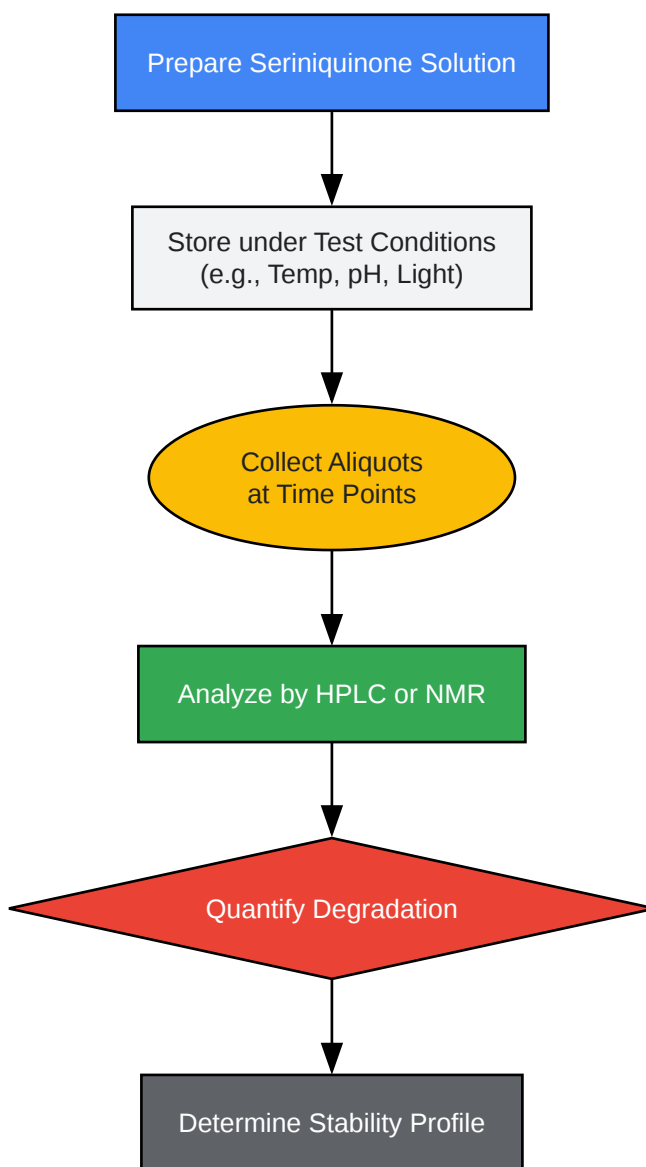 Prepare Seriniquinone Solution
Store under Test Conditions
(e.g., Temp, pH, Light)
Collect Aliquots
at Time Points
Analyze by HPLC or NMR
Quantify Degradation
Determine Stability Profile